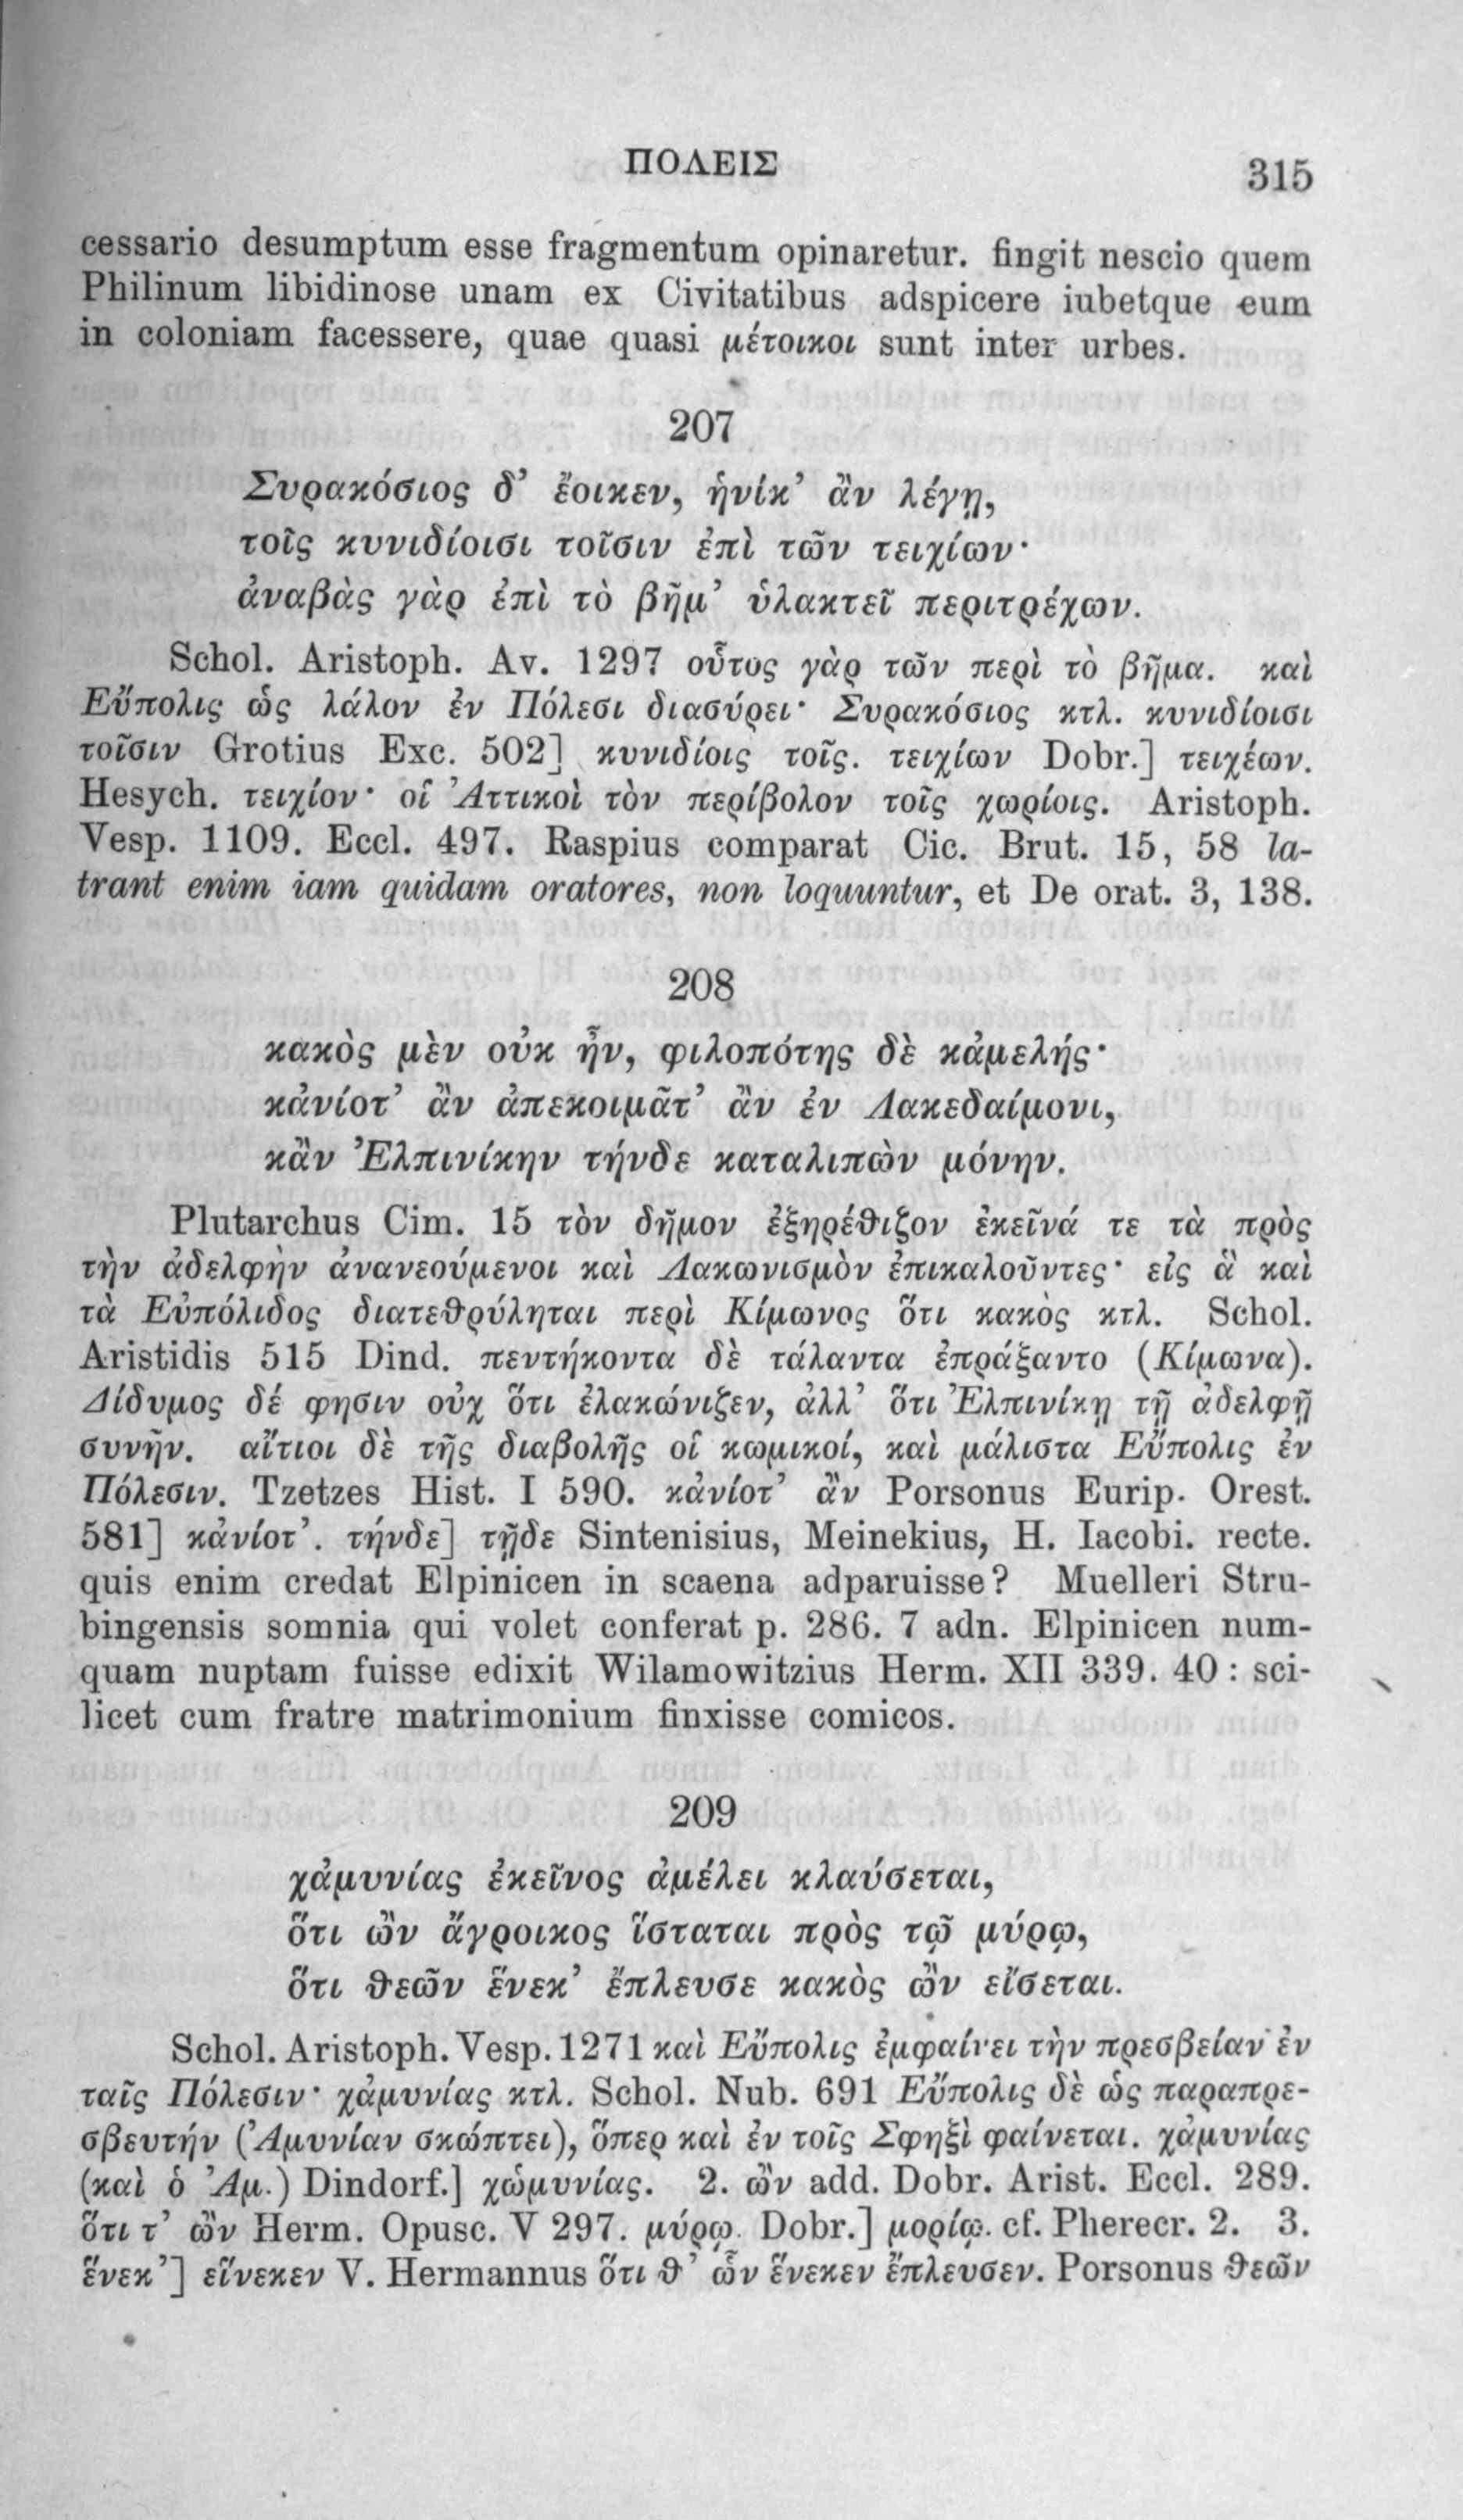 ΠΟΛΕΙΣ 315
cessario desumptum esse fragmentum opinaretur. fingit nescio quem
Philinum libidinose unam ex Civitatibus adspicere iubetque eum
in coloniam facessere, quae quasi μέτοικοι sunt inter urbes.
207
Συρακόσιος δ’ ἔοικεν, ἡνίκ’ ἂν λέγῃ,
τοῖς κυνιδίοισι τοῖσιν ἐπὶ τῶν τειχίων·
ἀναβὰς γὰρ ἐπὶ τὸ βῆμ’ ὑλακτεῖ περιτρέχων.
Schol. Aristoph. Av. 1297 οὗτος γὰρ τῶν περὶ τὸ βῆμα. καὶ
Εὔπολις ὡς λάλον ἐν Πόλεσι διασύρει· Συρακόσιος κτλ. κυνιδίοισι
τοῖσιν Grotius Exc. 502] κυνιδίοις τοῖς. τειχίων Dobr.] τειχέων.
Hesych. τειχίον· οἱ Ἀττικοὶ τὸν περίβολον τοῖς χωρίοις. Aristoph.
Vesp. 1109. Eccl. 497. Raspius comparat Cic. Brut. 15, 58 la-
trant enim iam quidam oratores, non loquuntur, et De orat. 3, 138.
208
κακὸς μὲν οὐκ ἦν, φιλοπότης δὲ κἀμελής·
κἀνίοτ’ ἂν ἀπεκοιμᾶτ’ ἂν ἐν Λακεδαίμονι,
κἂν Ἐλπινίκην τήνδε καταλιπὼν μόνην.
Plutarchus Cim. 15 τὸν δῆμον ἐξηρέθιζον ἐκεῖνά τε τὰ πρὸς
τὴν ἀδελφὴν ἀνανεούμενοι καὶ Λακωνισμὸν ἐπικαλοῦντες· εἰς ἃ καὶ
τὰ Εὐπόλιδος διατεθρύληται περὶ Κίμωνος ὅτι κακὸς κτλ. Schol.
Aristidis 515 Dind. πεντήκοντα δὲ τάλαντα ἐπράξαντο (Κίμωνα).
Δίδυμος δέ φησιν οὐχ ὅτι ἐλακώνιζεν, ἀλλ’ ὅτι Ἐλπινίκῃ τῇ ἀδελφῇ
συνῆν. αἴτιοι δὲ τῆς διαβολῆς οἱ κωμικοί, καὶ μάλιστα Εὔπολις ἐν
Πόλεσιν. Tzetzes Hist. I 590. κἀνίοτ’ ἂν Porsonus Eurip. Orest.
581] κἀνίοτ’. τήνδε] τῇδε Sintenisius, Meinekius, H. Iacobi. recte.
quis enim credat Elpinicen in scaena adparuisse? Muelleri Stru-
bingensis somnia qui volet conferat p. 286. 7 adn. Elpinicen num-
quam nuptam fuisse edixit Wilamowitzius Herm. XII 339. 40: sci-
licet cum fratre matrimonium finxisse comicos.
209
χἀμυνίας ἐκεῖνος ἀμέλει κλαύσεται,
ὅτι ὢν ἄγροικος ἵσταται πρὸς τῷ μύρῳ,
ὅτι θεῶν ἕνεκ’ ἔπλευσε κακὸς ὢν εἴσεται.
Schol. Aristoph. Vesp. 1271 καὶ Εὔπολις ἐμφαίνει τὴν πρεσβείαν ἐν
ταῖς Πόλεσιν· χἀμυνίας κτλ. Schol. Nub. 691 Εὔπολις δὲ ὡς παραπρε-
σβευτήν (Ἀμυνίαν σκώπτει), ὅπερ καὶ ἐν τοῖς Σφηξὶ φαίνεται. χἀμυνίας
(καὶ ὁ Ἀμ.) Dindorf.] χὠμυνίας. 2. ὢν add. Dobr. Arist. Eccl. 289.
ὅτι τ’ ὢν Herm. Opusc. V 297. μύρῳ. Dobr.] μορίῳ. cf. Pherecr. 2. 3.
ἕνεκ’] εἵνεκεν V. Hermannus ὅτι θ’ ὧν ἕνεκεν ἔπλευσεν. Porsonus θεῶν